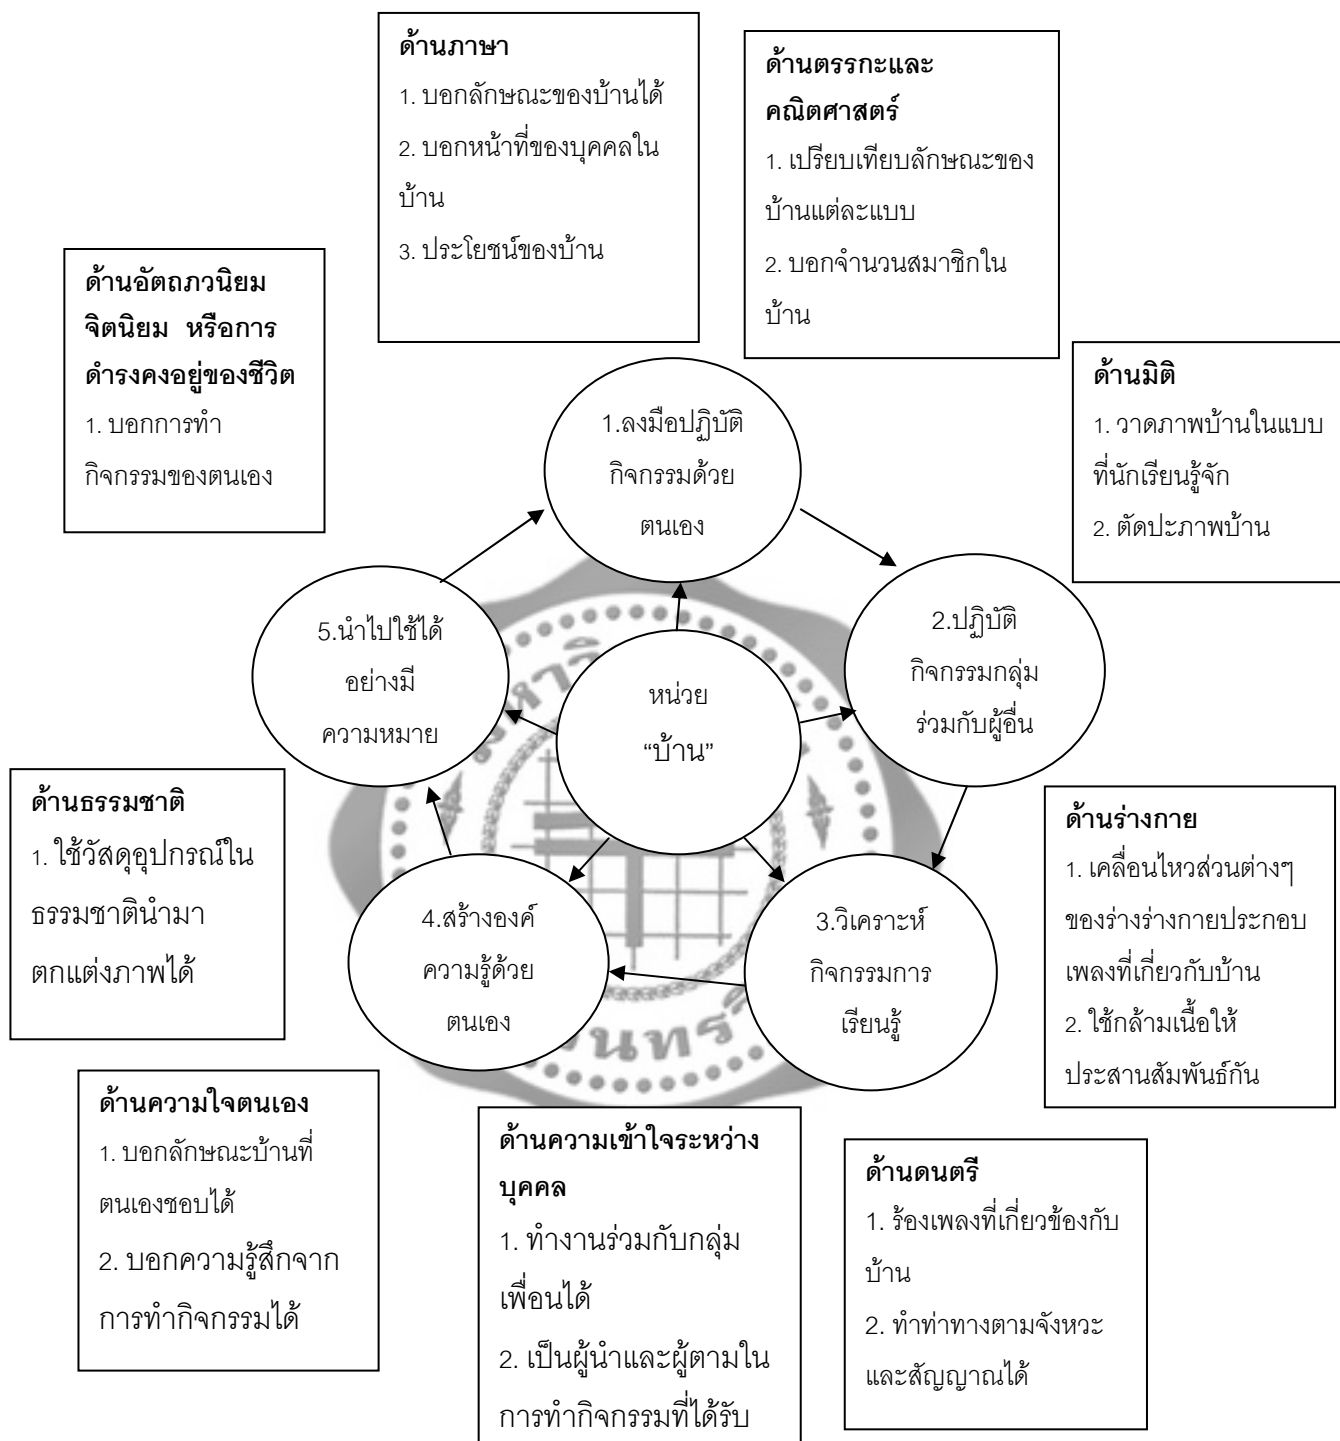 ด้านภาษา
1. บอกลักษณะของบ้านได้
2. บอกหน้าที่ของบุคคลใน
บ้าน
3. ประโยชน์ของบ้าน
ด้านตรรกะและ
คณิตศาสตร์
1. เปรียบเทียบลักษณะของ
บ้านแต่ละแบบ
2. บอกจำนวนสมาชิกใน
บ้าน
ด้านอัตถภวนิยม
จิตนิยม หรือการ
ดำรงคงอยู่ของชีวิต
1. บอกการทำ
กิจกรรมของตนเอง
ด้านมิติ
1. วาดภาพบ้านในแบบ
ที่นักเรียนรู้จัก
2. ตัดปะภาพบ้าน
1.ลงมือปฏิบัติ
กิจกรรมด้วย
ตนเอง
5.นำไปใช้ได้
อย่างมี
ความหมาย
หน่วย
“บ้าน”
2.ปฏิบัติ
กิจกรรมกลุ่ม
ร่วมกับผู้อื่น
4.สร้างองค์
ความรู้ด้วย
ตนเอง
3.วิเคราะห์
กิจกรรมการ
เรียนรู้
ด้านธรรมชาติ
1. ใช้วัสดุอุปกรณ์ใน
ธรรมชาตินำมา
ตกแต่งภาพได้
ด้านร่างกาย
1. เคลื่อนไหวส่วนต่างๆ
ของร่างร่างกายประกอบ
เพลงที่เกี่ยวกับบ้าน
2. ใช้กล้ามเนื้อให้
ประสานสัมพันธ์กัน
ด้านความใจตนเอง
1. บอกลักษณะบ้านที่
ตนเองชอบได้
2. บอกความรู้สึกจาก
การทำกิจกรรมได้
ด้านความเข้าใจระหว่าง
บุคคล
1. ทำงานร่วมกับกลุ่ม
เพื่อนได้
2. เป็นผู้นำและผู้ตามใน
การทำกิจกรรมที่ได้รับ
ด้านดนตรี
1. ร้องเพลงที่เกี่ยวข้องกับ
บ้าน
2. ทำท่าทางตามจังหวะ
และสัญญาณได้